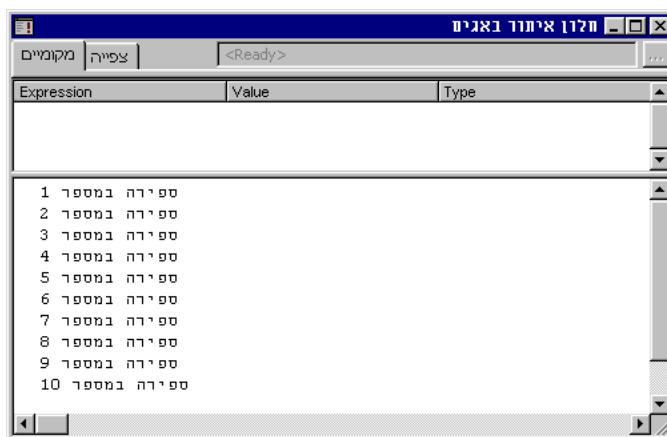 חלון איתור באגים
מקומיים צפייה <Ready> ...
Expression Value Type
ספירה במספר 1
ספירה במספר 2
ספירה במספר 3
ספירה במספר 4
ספירה במספר 5
ספירה במספר 6
ספירה במספר 7
ספירה במספר 8
ספירה במספר 9
ספירה במספר 10